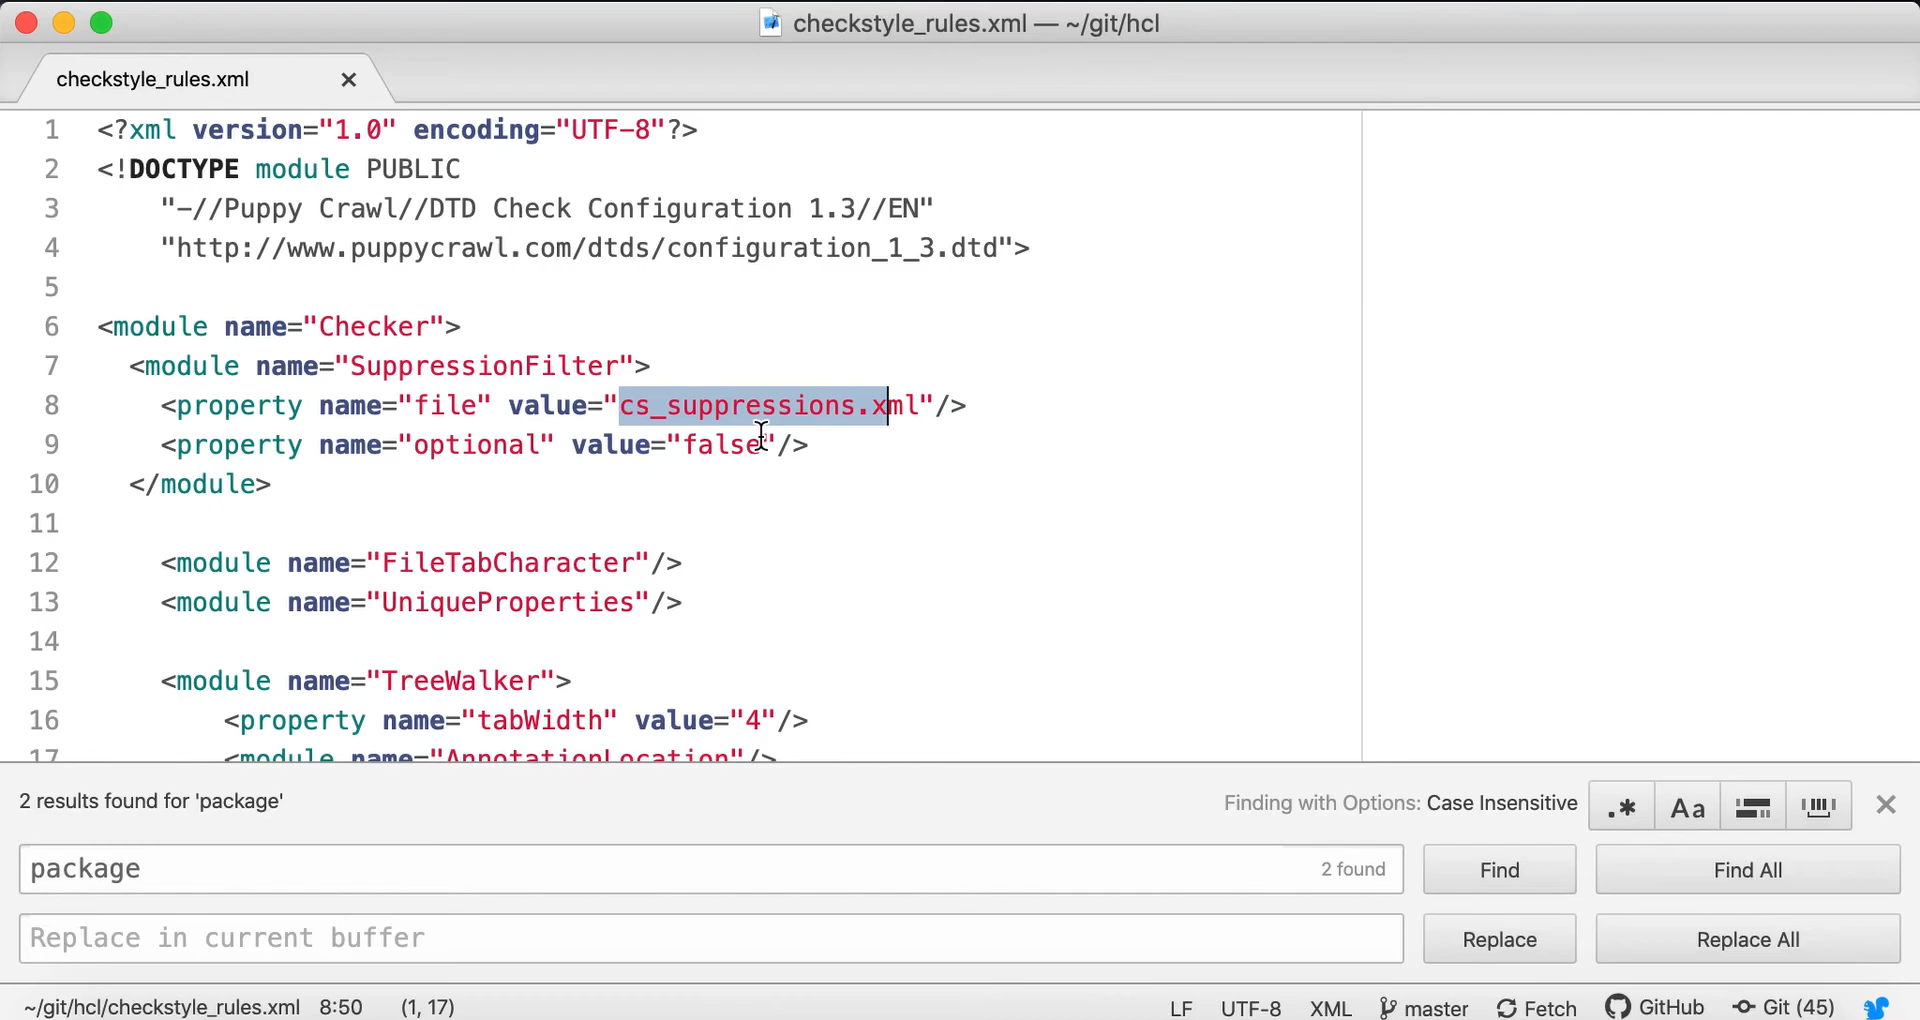 checkstyle_rules.xml — ~/git/hcl
checkstyle_rules.xml
1 <?xml version="1.0" encoding="UTF-8"?>
2 <!DOCTYPE module PUBLIC
3 "-//Puppy Crawl//DTD Check Configuration 1.3//EN"
4 "http://www.puppycrawl.com/dtds/configuration_1_3.dtd">
5
6 <module name="Checker">
7 <module name="SuppressionFilter">
8 <property name="file" value="cs_suppressions.xml"/>
9 <property name="optional" value="false"/>
10 </module>
11
12 <module name="FileTabCharacter"/>
13 <module name="UniqueProperties"/>
14
15 <module name="TreeWalker">
16 <property name="tabWidth" value="4"/>
17 <module name="AnnotationLocation"/>
2 results found for 'package'
Finding with Options: Case Insensitive
.* Aa
package 2 found Find Find All
Replace in current buffer Replace Replace All
~/git/hcl/checkstyle_rules.xml 8:50 (1, 17) LF UTF-8 XML master Fetch GitHub Git (45)